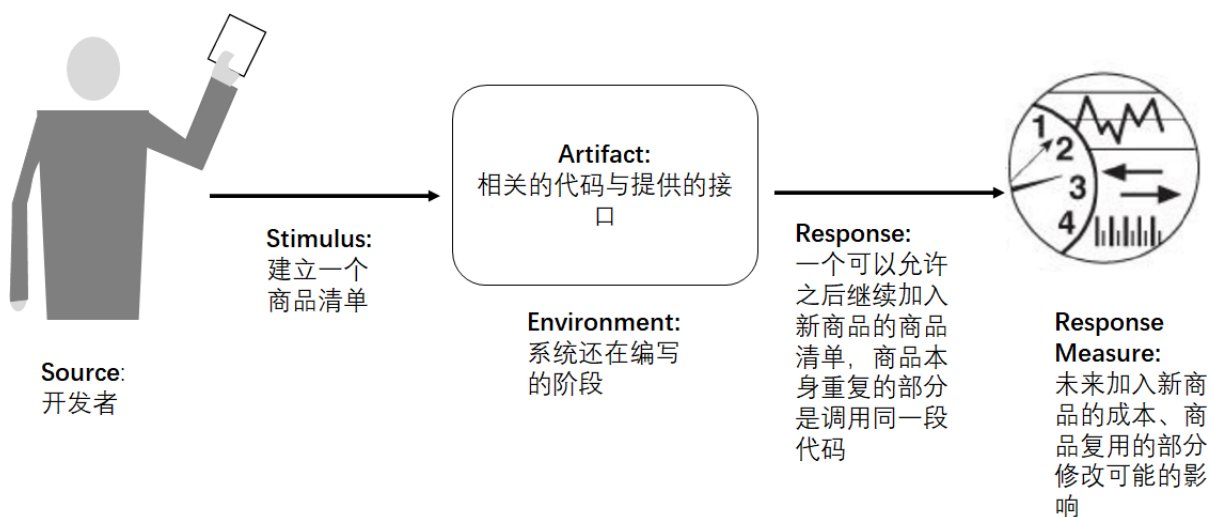 Source:
开发者
Stimulus:
建立一个
商品清单
Artifact:
相关的代码与提供的接
口
Environment:
系统还在编写
的阶段
Response:
一个可以允许
之后继续加入
新商品的商品
清单，商品本
身重复的部分
是调用同一段
代码
1
2
3
4
Response
Measure:
未来加入新商
品的成本、商
品复用的部分
修改可能的影
响